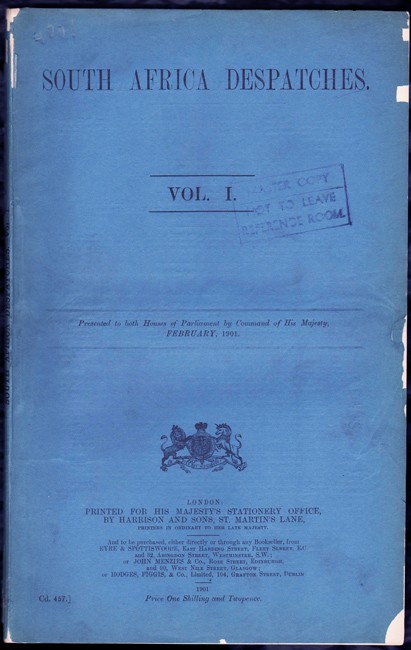 SOUTH AFRICA DESPATCHES.
VOL. I.
MASTER COPY
NOT TO LEAVE
REFERENCE ROOM
Presented to both Houses of Parliament by Command of His Majesty,
FEBRUARY, 1901.
LONDON:
PRINTED FOR HIS MAJESTY'S STATIONERY OFFICE,
BY HARRISON AND SONS, ST. MARTIN'S LANE,
PRINTERS IN ORDINARY TO HER LATE MAJESTY.
And to be purchased, either directly or through any Bookseller, from
EYRE & SPOTTISWOODE, EAST HARDING STREET, FLEET STREET, E.C.
and 32, ABINGDON STREET, WESTMINSTER, S.W.;
or JOHN MENZIES & Co., ROSE STREET, EDINBURGH,
and 90, WEST NILE STREET, GLASGOW;
or HODGES, FIGGIS, & Co., LIMITED, 104, GRAFTON STREET, DUBLIN
1901
Cd. 457.] Price One Shilling and Twopence.